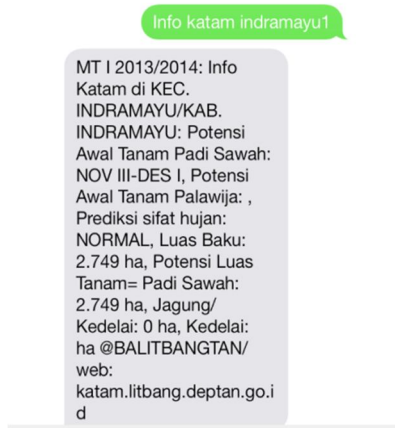 Info katam indramayu1
MT I 2013/2014: Info
Katam di KEC.
INDRAMAYU/KAB.
INDRAMAYU: Potensi
Awal Tanam Padi Sawah:
NOV III-DES I, Potensi
Awal Tanam Palawija: ,
Prediksi sifat hujan:
NORMAL, Luas Baku:
2.749 ha, Potensi Luas
Tanam= Padi Sawah:
2.749 ha, Jagung/
Kedelai: 0 ha, Kedelai:
ha @BALITBANGTAN/
web:
katam.litbang.deptan.go.i
d